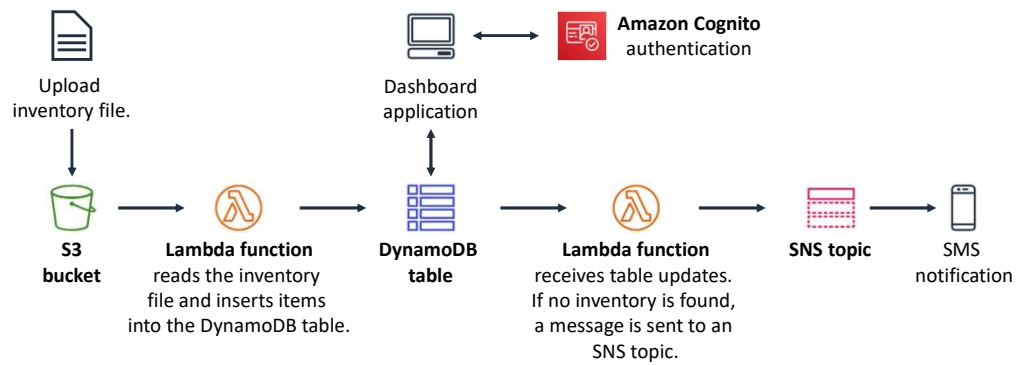 Amazon Cognito
authentication
Upload
inventory file.
Dashboard
application
S3
bucket
Lambda function
reads the inventory
file and inserts items
into the DynamoDB table.
DynamoDB
table
Lambda function
receives table updates.
If no inventory is found,
a message is sent to an
SNS topic.
SNS topic
SMS
notification